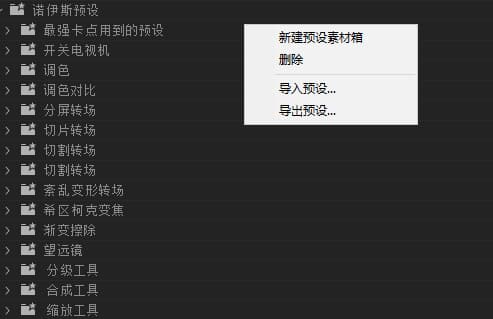 诺伊斯预设
最强卡点用到的预设
开关电视机
调色
调色对比
分屏转场
切片转场
切割转场
切割转场
紊乱变形转场
希区柯克变焦
渐变擦除
望远镜
分级工具
合成工具
缩放工具
新建预设素材箱
删除
导入预设...
导出预设...